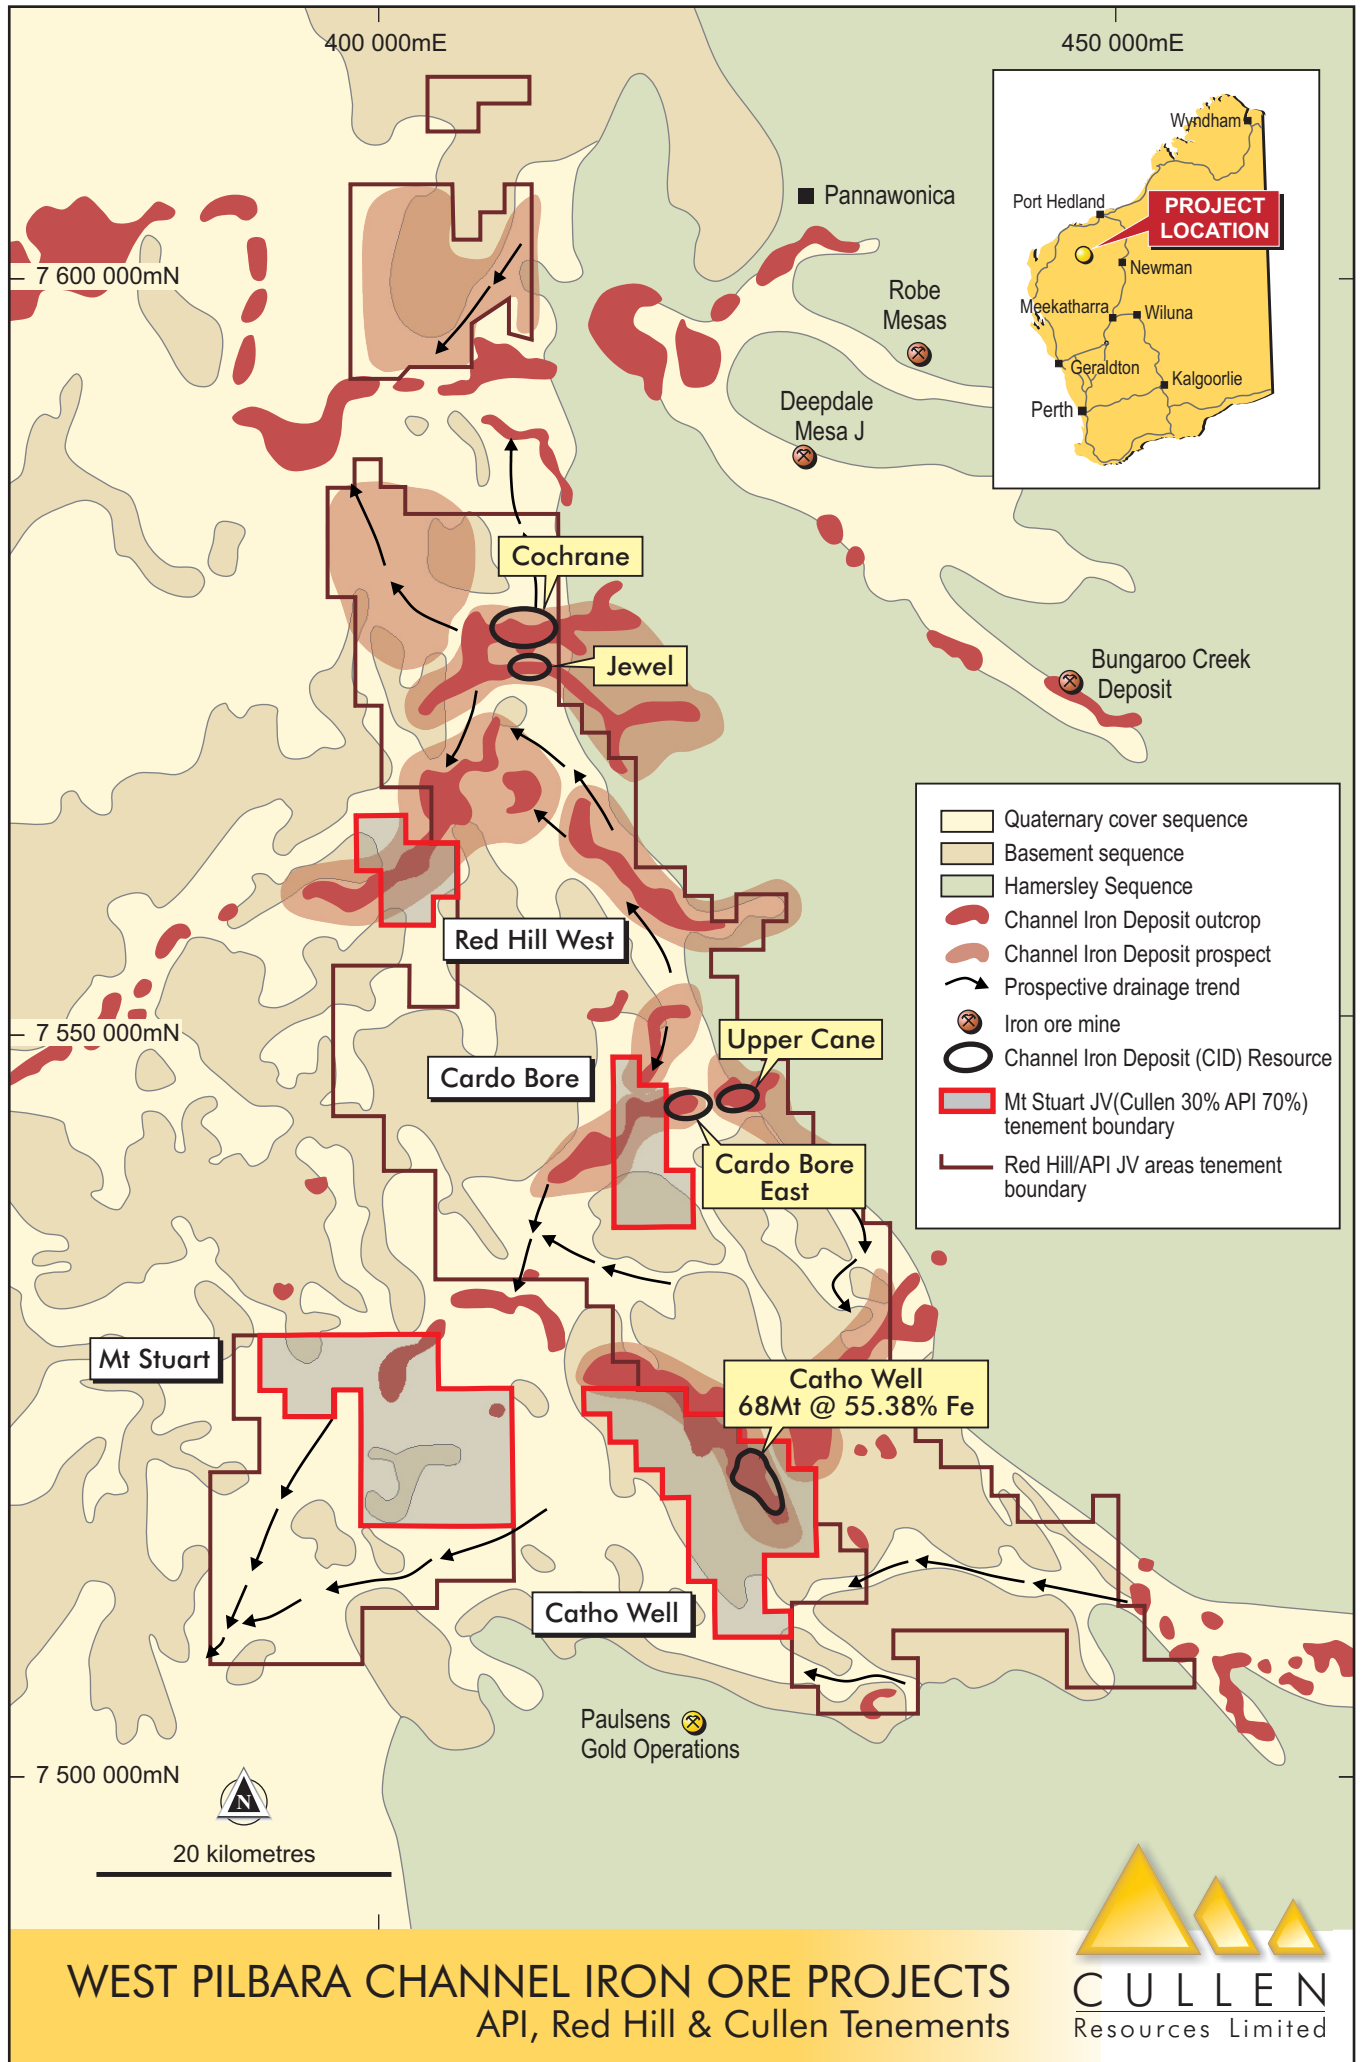 400 000mE
450 000mE
Wyndham
Port Hedland
PROJECT
LOCATION
Newman
Meekatharra
Wiluna
Geraldton
Kalgoorlie
Perth
Pannawonica
7 600 000mN
Robe
Mesas
Deepdale
Mesa J
Cochrane
Jewel
Bungaroo Creek
Deposit
Quaternary cover sequence
Basement sequence
Hamersley Sequence
Channel Iron Deposit outcrop
Channel Iron Deposit prospect
Prospective drainage trend
Iron ore mine
Channel Iron Deposit (CID) Resource
Mt Stuart JV(Cullen 30% API 70%)
tenement boundary
Red Hill/API JV areas tenement
boundary
Red Hill West
7 550 000mN
Upper Cane
Cardo Bore
Cardo Bore
East
Mt Stuart
Catho Well
68Mt @ 55.38% Fe
Catho Well
Paulsens
Gold Operations
7 500 000mN
N
20 kilometres
WEST PILBARA CHANNEL IRON ORE PROJECTS
API, Red Hill & Cullen Tenements
CULLEN
Resources Limited